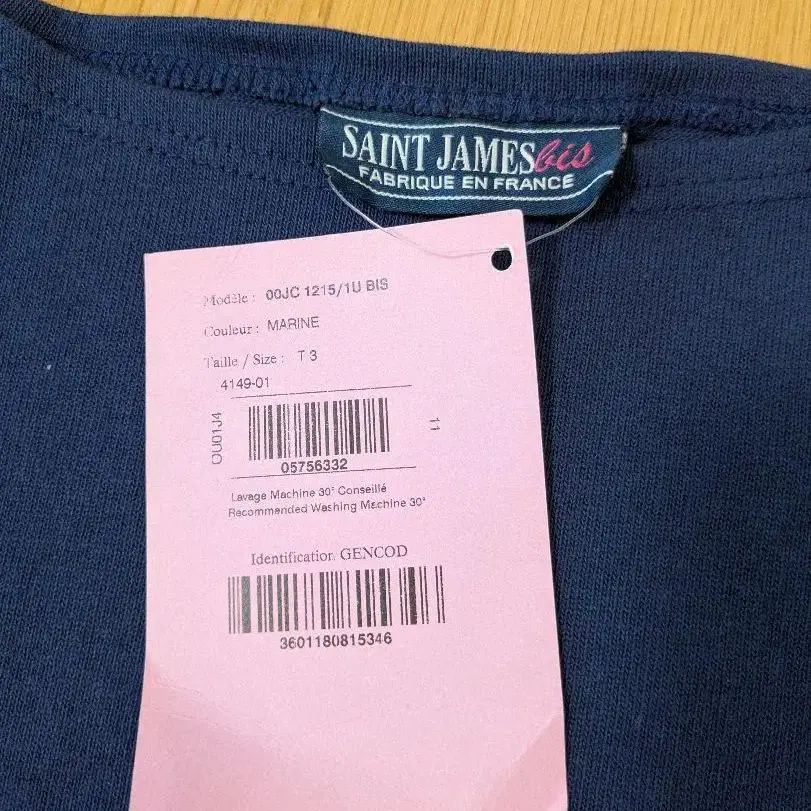 SAINT JAMES bis
FABRIQUE EN FRANCE
Modèle : 00JC 1215/1U BIS
Couleur : MARINE
Taille / Size : T 3
4149-01
OU01J4
11
05756332
Lavage Machine 30° Conseillé
Recommended Washing Machine 30°
Identification GENCOD
3601180815346